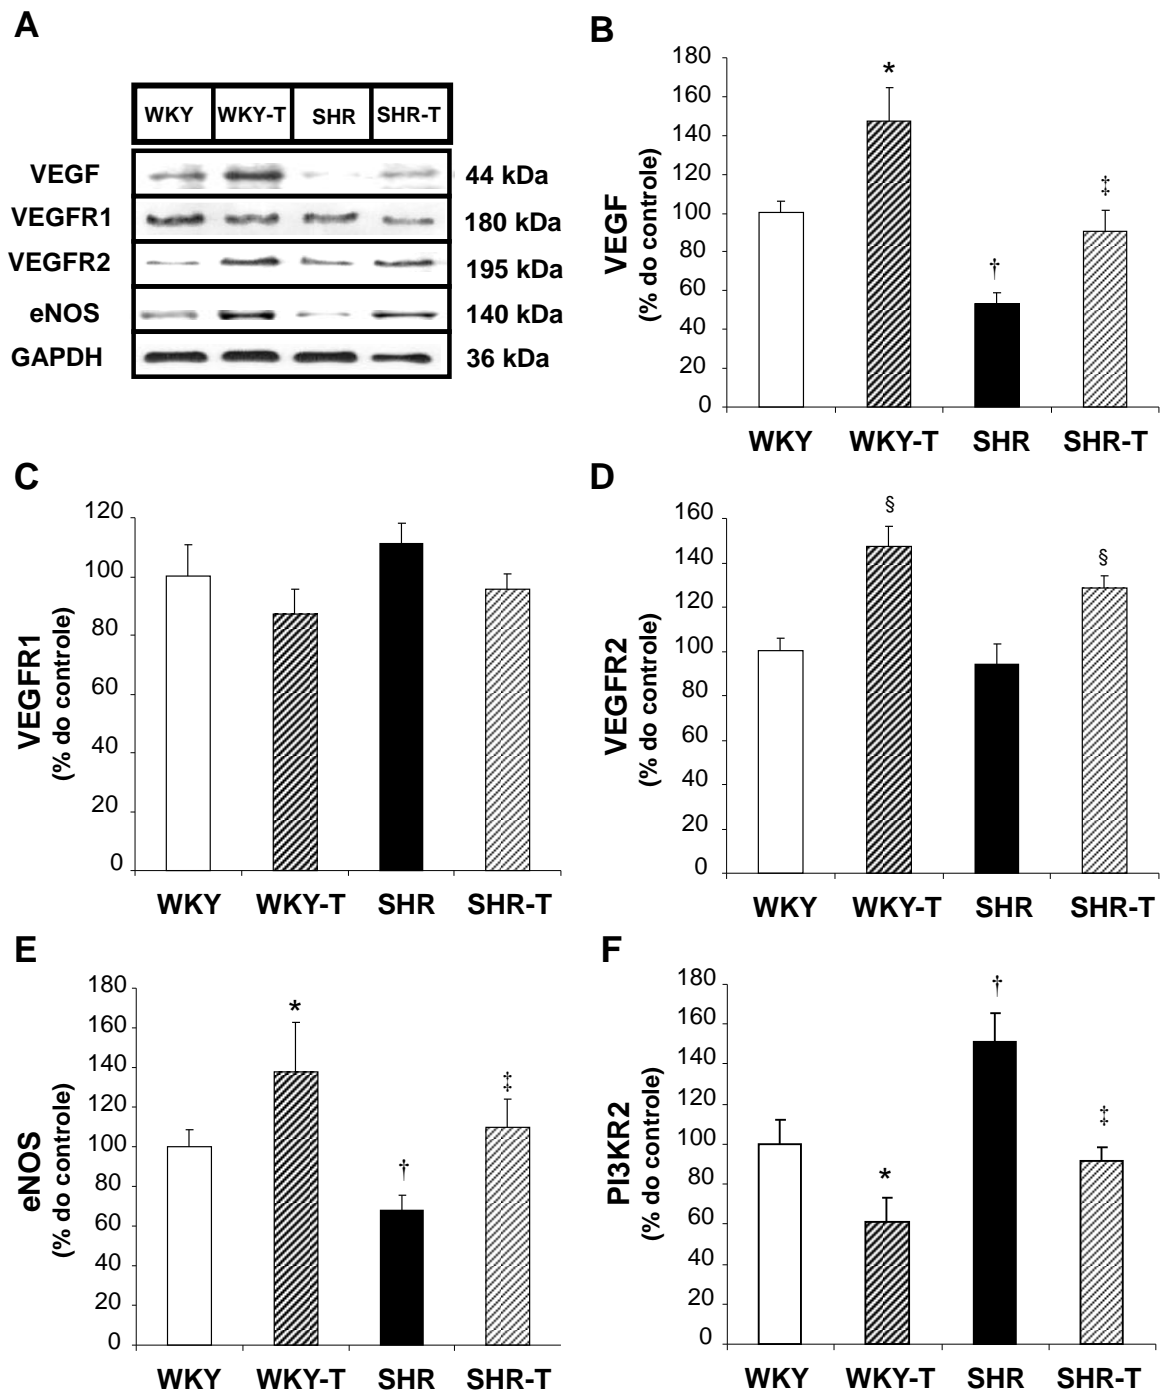 A
WKY WKY-T SHR SHR-T
VEGF 44 kDa
VEGFR1 180 kDa
VEGFR2 195 kDa
eNOS 140 kDa
GAPDH 36 kDa
B
VEGF
(% do controle)
180
160
140
120
100
80
60
40
20
0
*
†
‡
WKY WKY-T SHR SHR-T
C
VEGFR1
(% do controle)
120
100
80
60
40
20
0
WKY WKY-T SHR SHR-T
D
VEGFR2
(% do controle)
160
140
120
100
80
60
40
20
0
§
§
WKY WKY-T SHR SHR-T
E
eNOS
(% do controle)
180
160
140
120
100
80
60
40
20
0
*
†
‡
WKY WKY-T SHR SHR-T
F
PI3KR2
(% do controle)
180
160
140
120
100
80
60
40
20
0
*
†
‡
WKY WKY-T SHR SHR-T